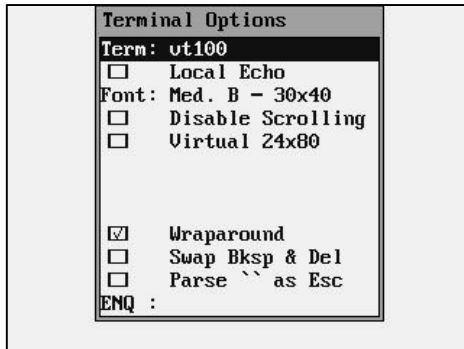 Terminal Options
Term: vt100
Local Echo
Font: Med. B - 30x40
Disable Scrolling
Virtual 24x80
Wraparound
Swap Bksp & Del
Parse `` as Esc
ENQ :